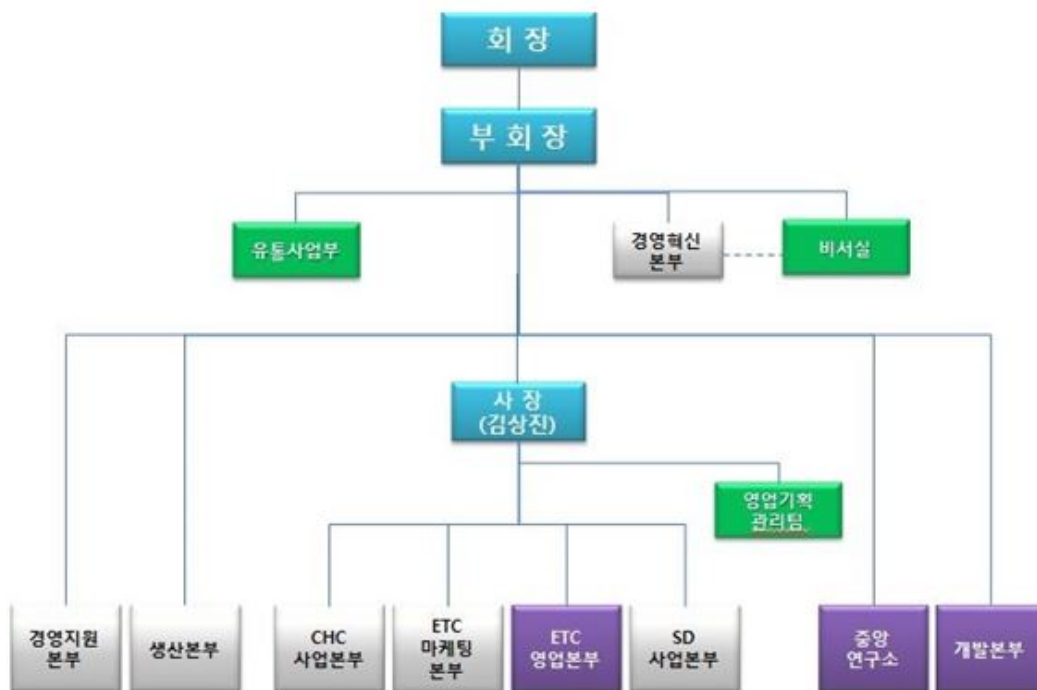 회 장
부 회 장
유통사업부
경영혁신
본부
비서실
사 장
(김상진)
영업기획
관리팀
경영지원
본부
생산본부
CHC
사업본부
ETC
마케팅
본부
ETC
영업본부
SD
사업본부
중앙
연구소
개발본부